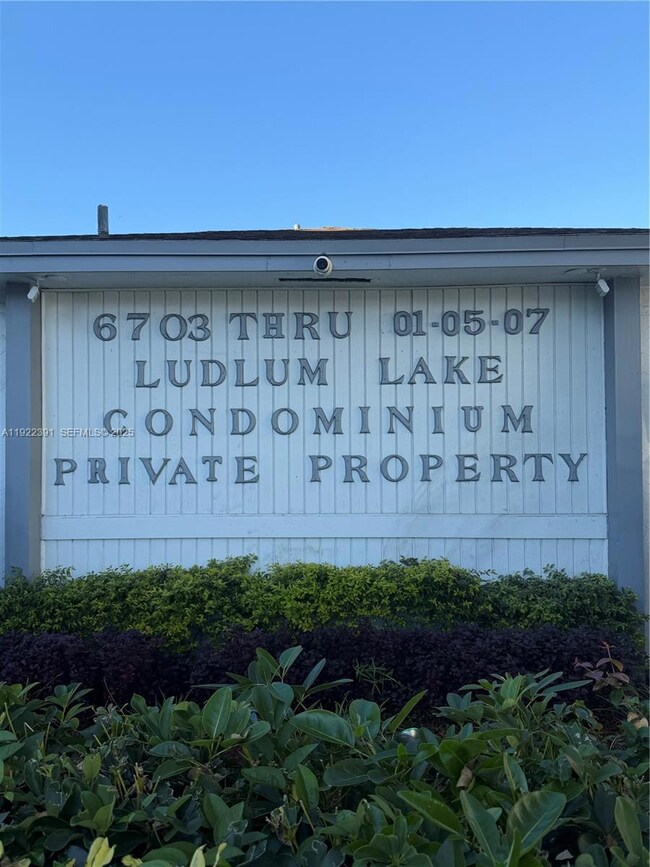 6703 THRU 01-05-07
LUDLUM LAKE
CONDOMINIUM
PRIVATE PROPERTY
A11922391 SEFMLS © 2025